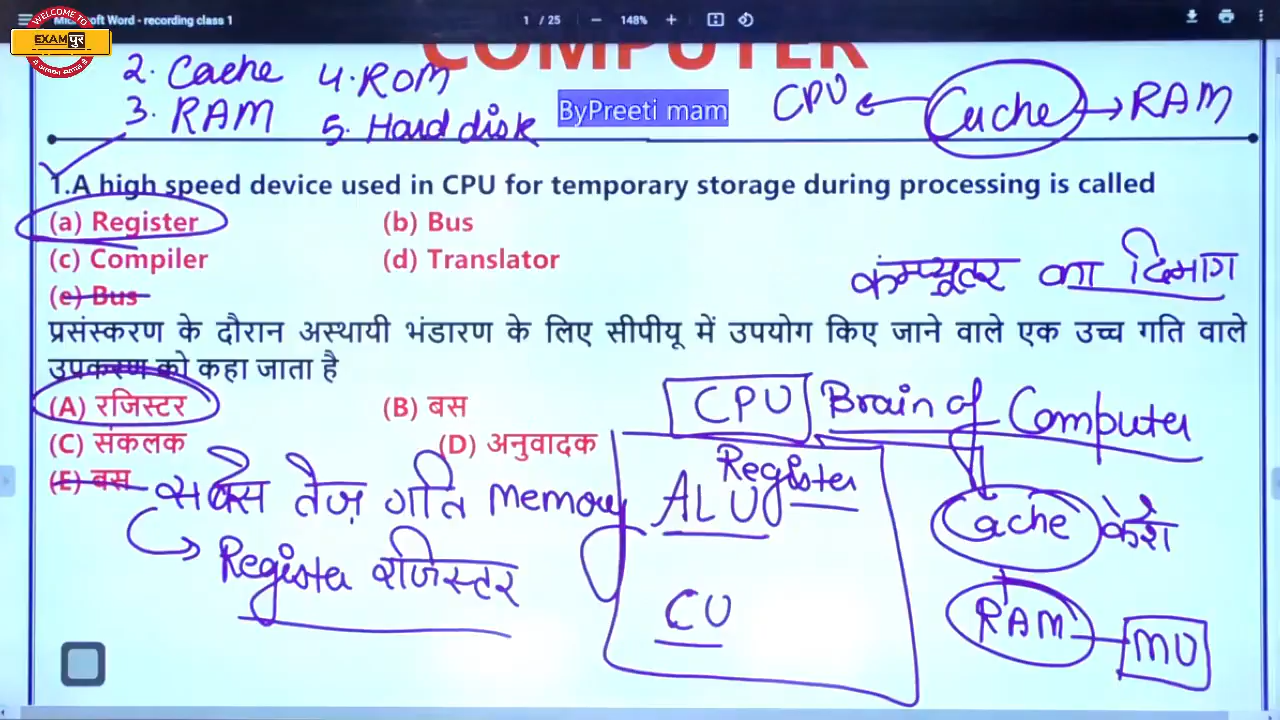 Microsoft Word - recording class 1
1 / 25
148%
WELCOME TO
EXAMपुर
COMPUTER
2. Cache 4. ROM
3. RAM 5. Hard disk
ByPreeti mam
CPU ← Cache → RAM
1.A high speed device used in CPU for temporary storage during processing is called
(a) Register (b) Bus
(c) Compiler (d) Translator
(e) Bus
कम्प्यूटर का दिमाग
प्रसंस्करण के दौरान अस्थायी भंडारण के लिए सीपीयू में उपयोग किए जाने वाले एक उच्च गति वाले
उपकरण को कहा जाता है
(A) रजिस्टर (B) बस
CPU Brain of Computer
(C) संकलक (D) अनुवादक
(E) बस
सबसे तेज़ गति Memory
Register
ALU
Cache केश
Register रजिस्टर
CU
RAM MU